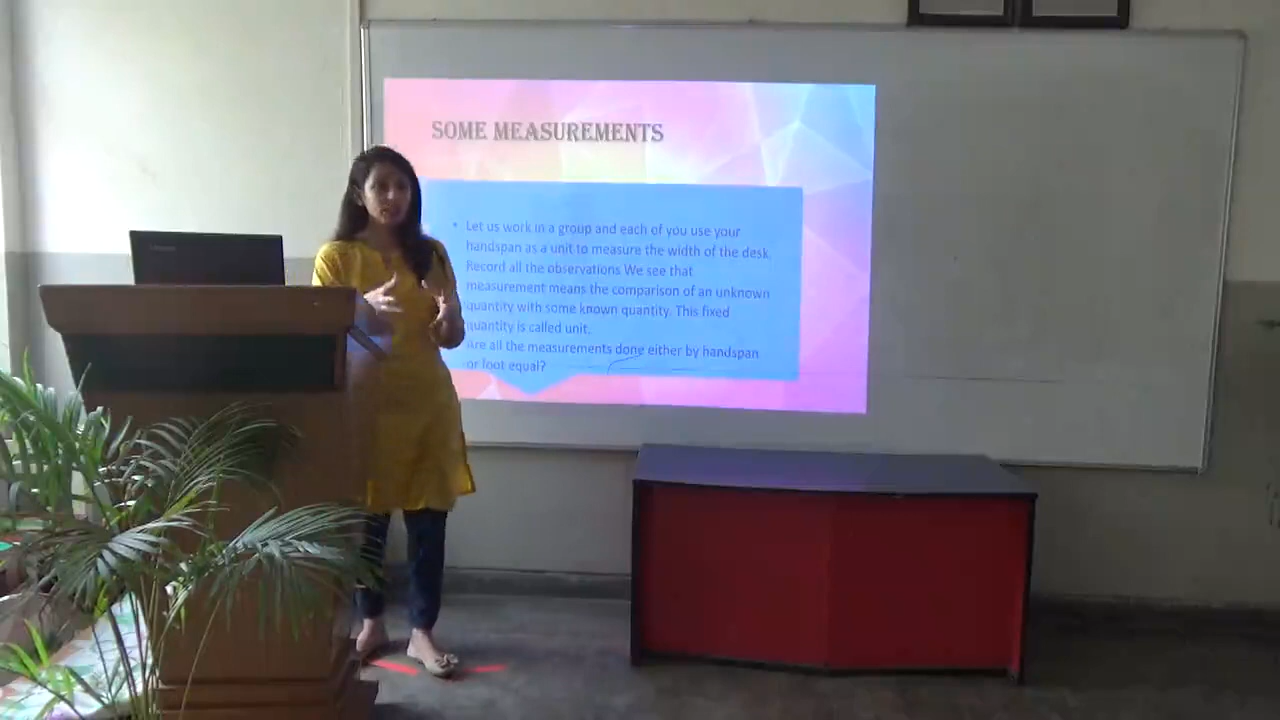 SOME MEASUREMENTS
• Let us work in a group and each of you use your
handspan as a unit to measure the width of the desk.
Record all the observations We see that
measurement means the comparison of an unknown
quantity with some known quantity. This fixed
quantity is called unit.
Are all the measurements done either by handspan
or foot equal?